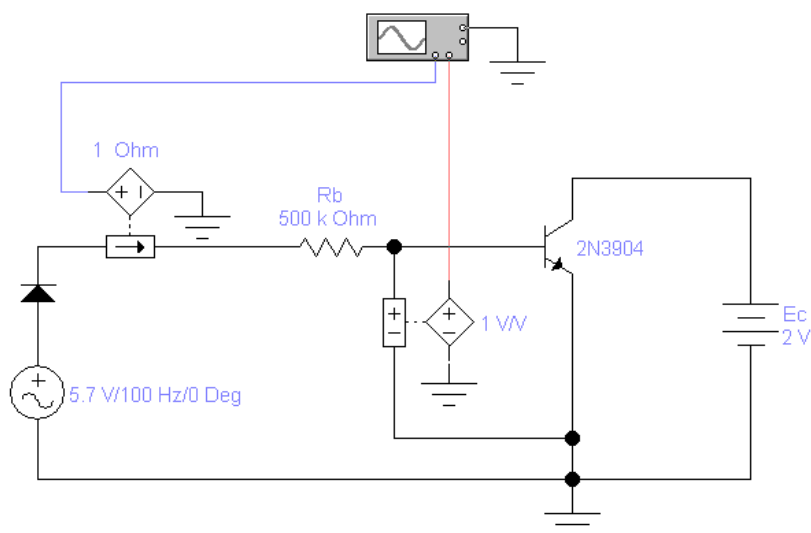 1 Ohm
Rb
500 k Ohm
2N3904
1 V/V
Ec
2 V
5.7 V/100 Hz/0 Deg